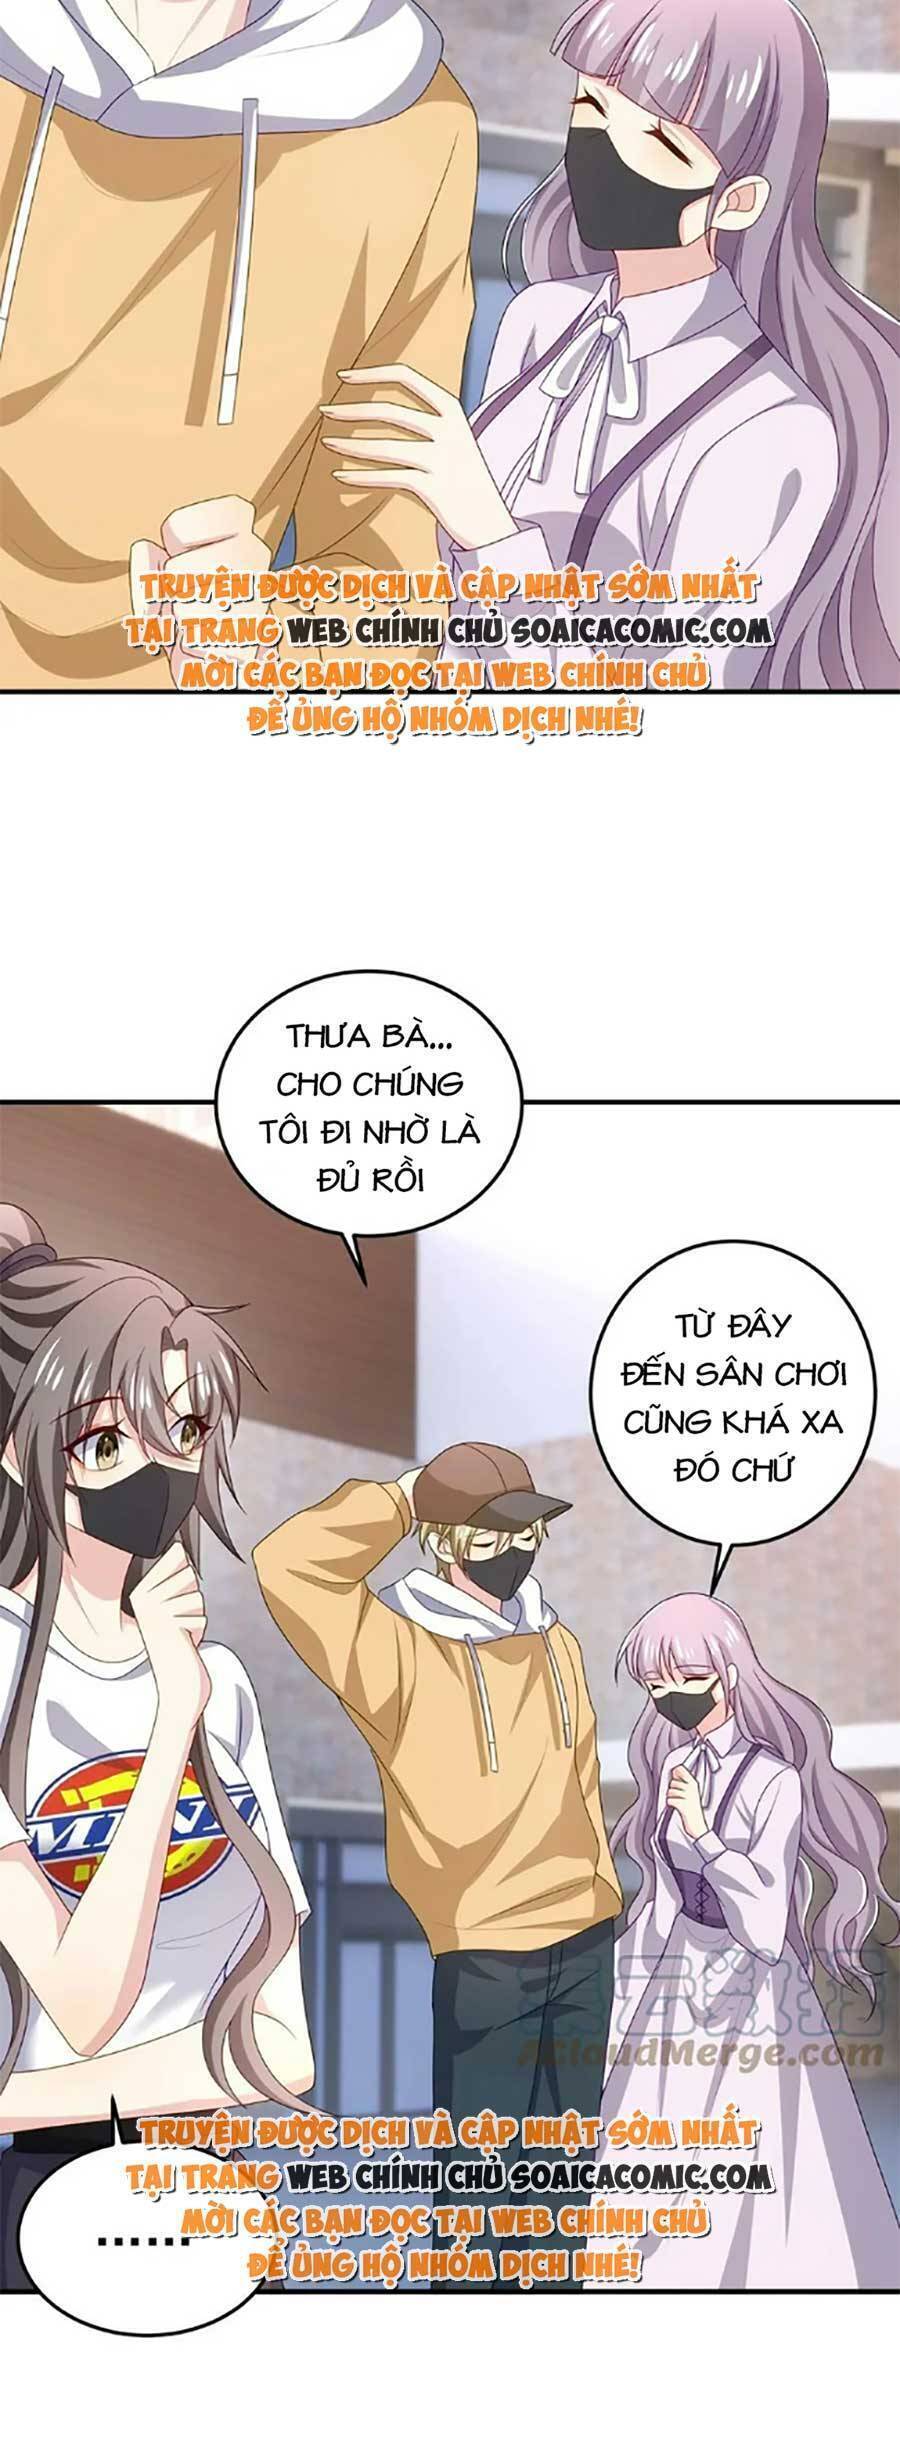 TRUYỆN ĐƯỢC DỊCH VÀ CẬP NHẬT SỚM NHẤT
TẠI TRANG WEB CHÍNH CHỦ SOAICACOMIC.COM
MỜI CÁC BẠN ĐỌC TẠI WEB CHÍNH CHỦ
ĐỂ ỦNG HỘ NHÓM DỊCH NHÉ!
THƯA BÀ...
CHO CHÚNG
TÔI ĐI NHỜ LÀ
ĐỦ RỒI
TỪ ĐÂY
ĐẾN SÂN CHƠI
CŨNG KHÁ XA
ĐÓ CHỨ
MINI
ACloudMerge.com
TRUYỆN ĐƯỢC DỊCH VÀ CẬP NHẬT SỚM NHẤT
TẠI TRANG WEB CHÍNH CHỦ SOAICACOMIC.COM
MỜI CÁC BẠN ĐỌC TẠI WEB CHÍNH CHỦ
ĐỂ ỦNG HỘ NHÓM DỊCH NHÉ!
.......